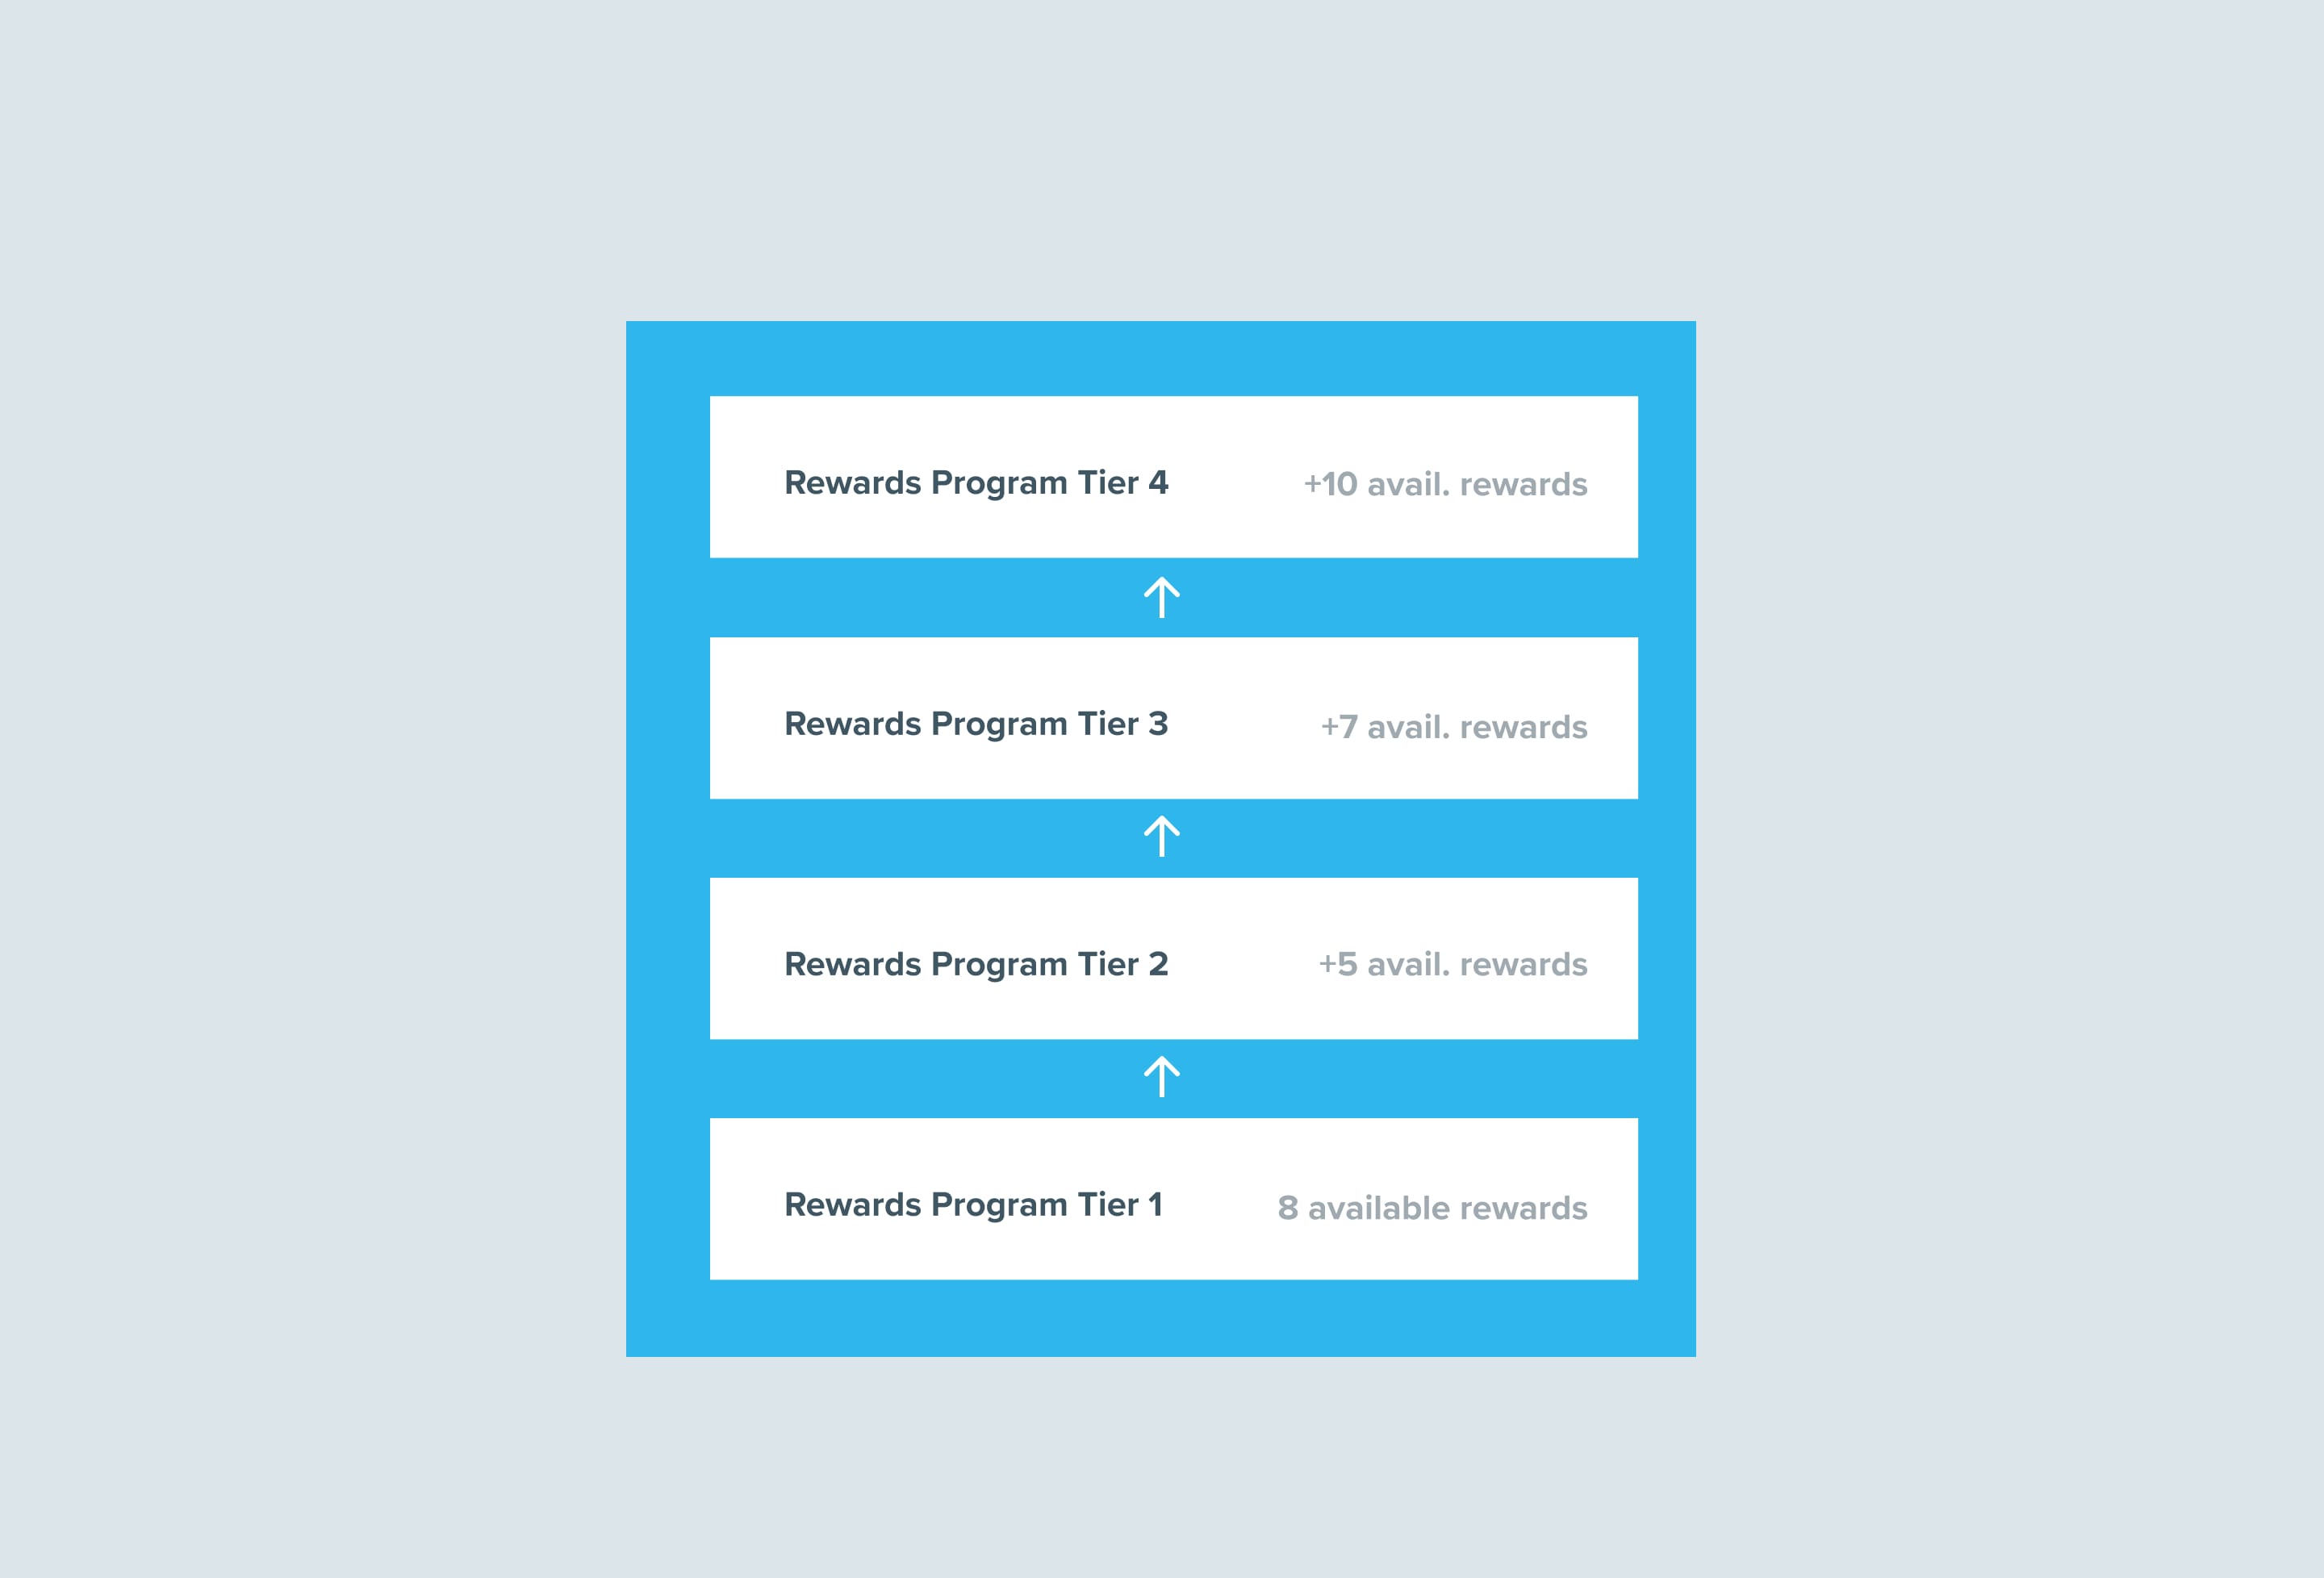 Rewards Program Tier 4
+10 avail. rewards
Rewards Program Tier 3
+7 avail. rewards
Rewards Program Tier 2
+5 avail. rewards
Rewards Program Tier 1
8 available rewards